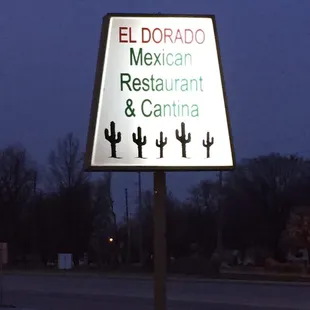 EL DORADO
Mexican
Restaurant
& Cantina